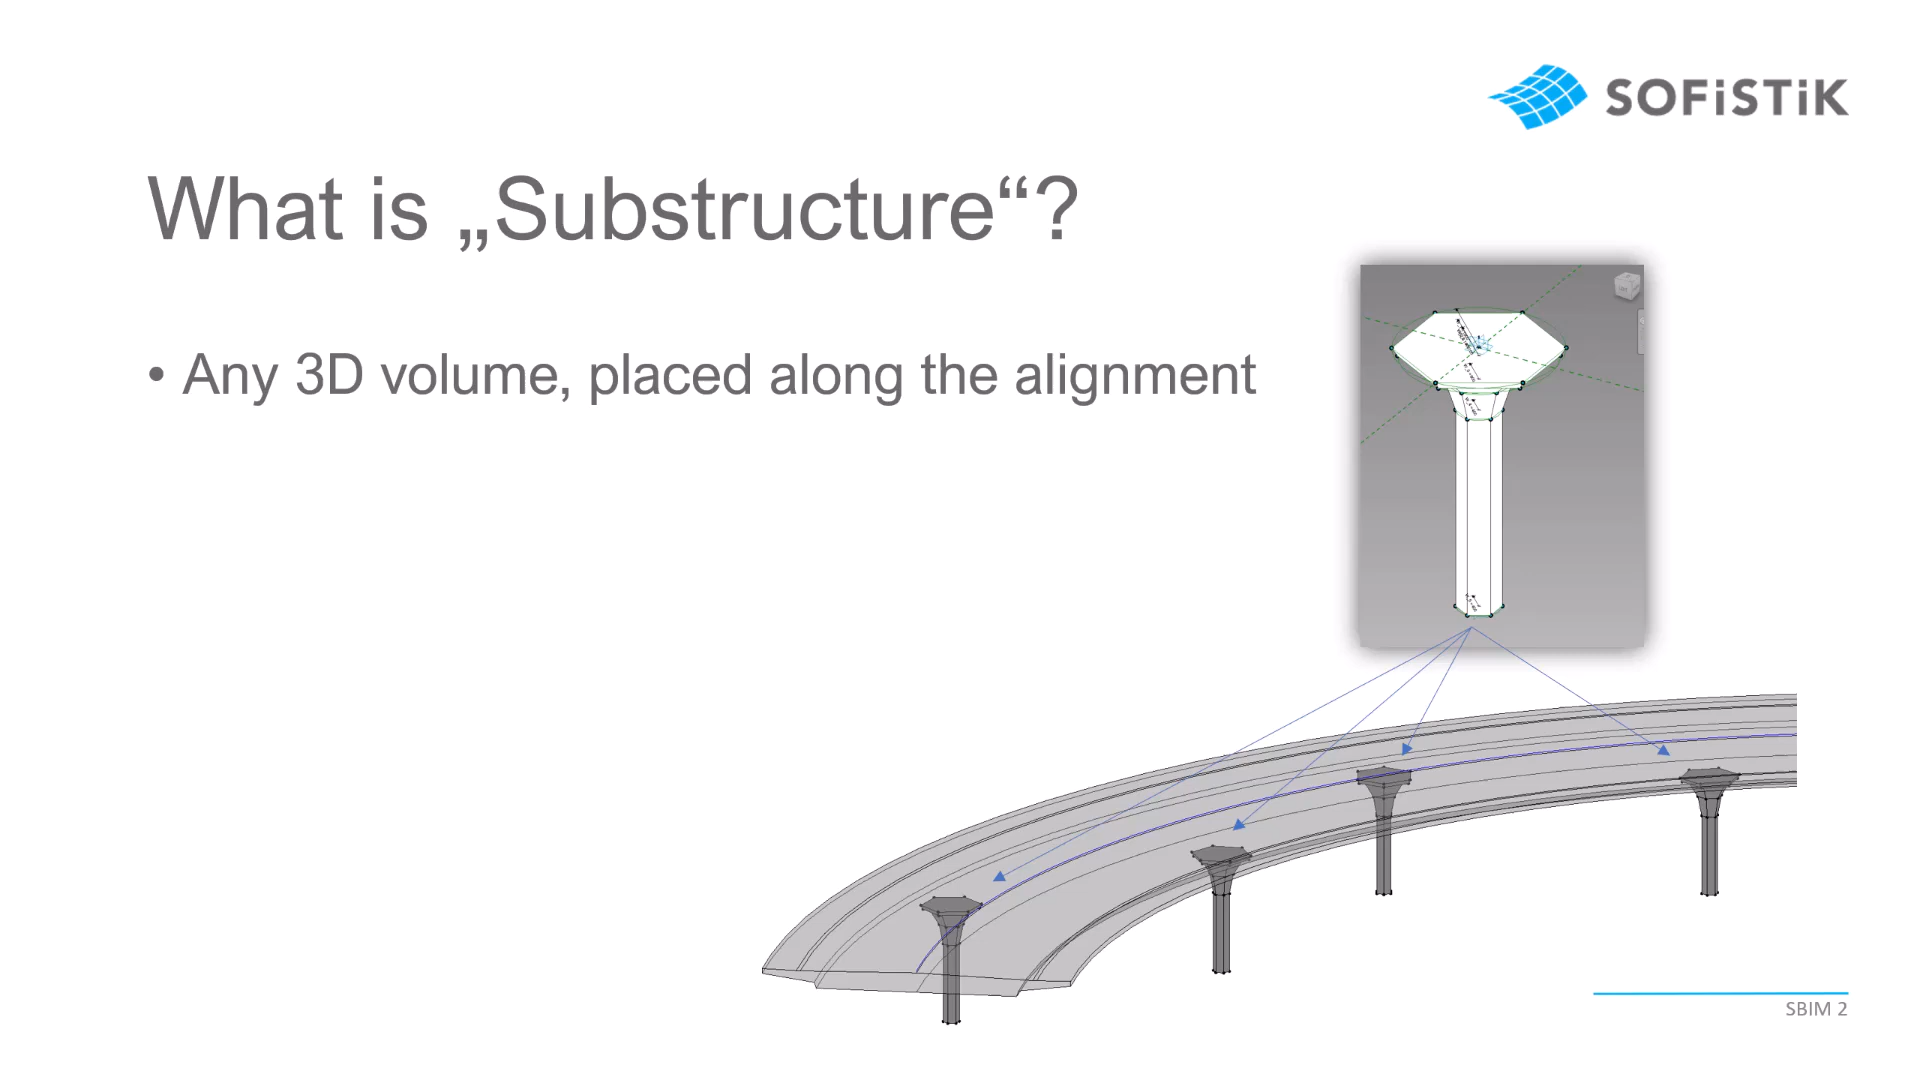 SOFiSTiK
What is „Substructure“?
• Any 3D volume, placed along the alignment
SBIM 2